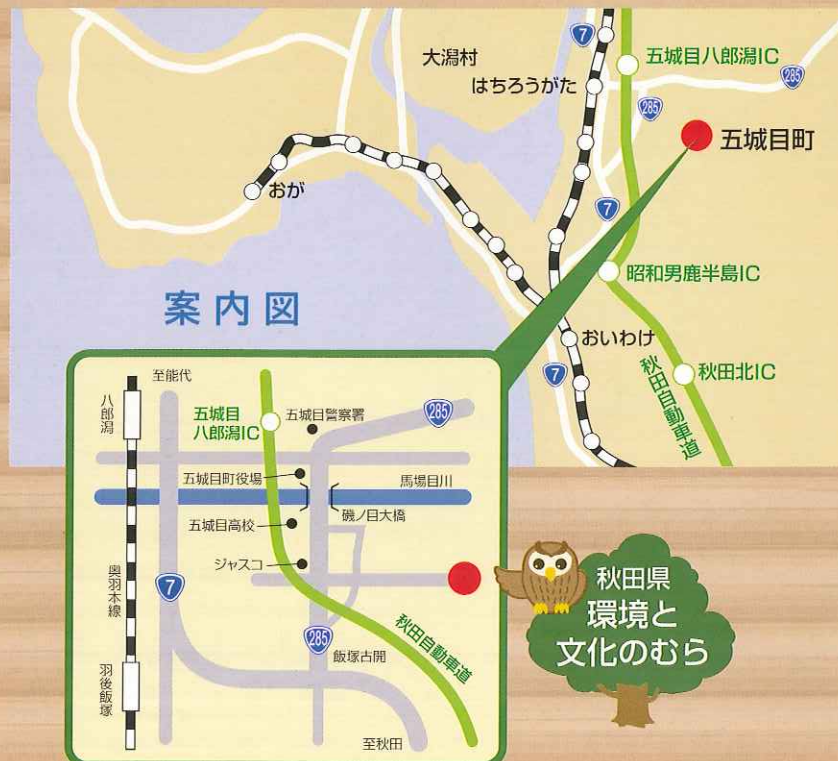 大潟村
7
五城目八郎潟IC
はちろうがた
285
285
五城目町
おが
7
昭和男鹿半島IC
案内図
おいわけ
7
秋田北IC
秋田自動車道
至能代
八郎潟
五城目
八郎潟IC
五城目警察署
285
五城目町役場
馬場目川
磯ノ目大橋
五城目高校
ジャスコ
奥羽本線
7
285
秋田自動車道
飯塚古開
羽後飯塚
至秋田
秋田県
環境と
文化のむら